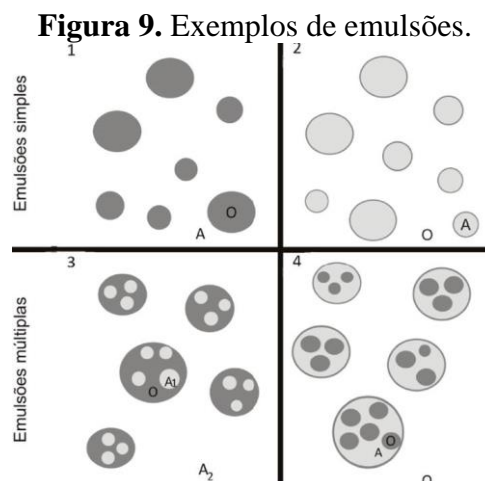 Figura 9. Exemplos de emulsões.
Emulsões simples
1
O
A
2
A
O
Emulsões múltiplas
3
A1
O
A2
4
O
A